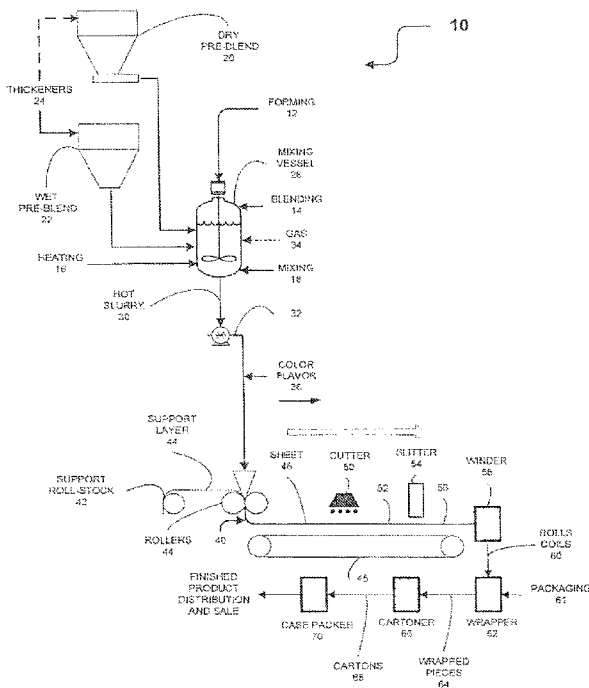 10
DRY
PRE-BLEND
20
THICKENERS
24
FORMING
12
MIXING
VESSEL
26
WET
PRE-BLEND
22
BLENDING
14
GAS
34
HEATING
16
MIXING
18
HOT
SLURRY
30
32
COLOR
FLAVOR
36
SUPPORT
LAYER
44
SHEET
46
CUTTER
50
SLITTER
54
WINDER
58
SUPPORT
ROLL-STOCK
42
52
56
ROLLERS
44
40
45
ROLLS
COILS
60
FINISHED
PRODUCT
DISTRIBUTION
AND SALE
PACKAGING
61
CASE PACKER
70
CARTONER
66
WRAPPER
62
CARTONS
68
WRAPPED
PIECES
64